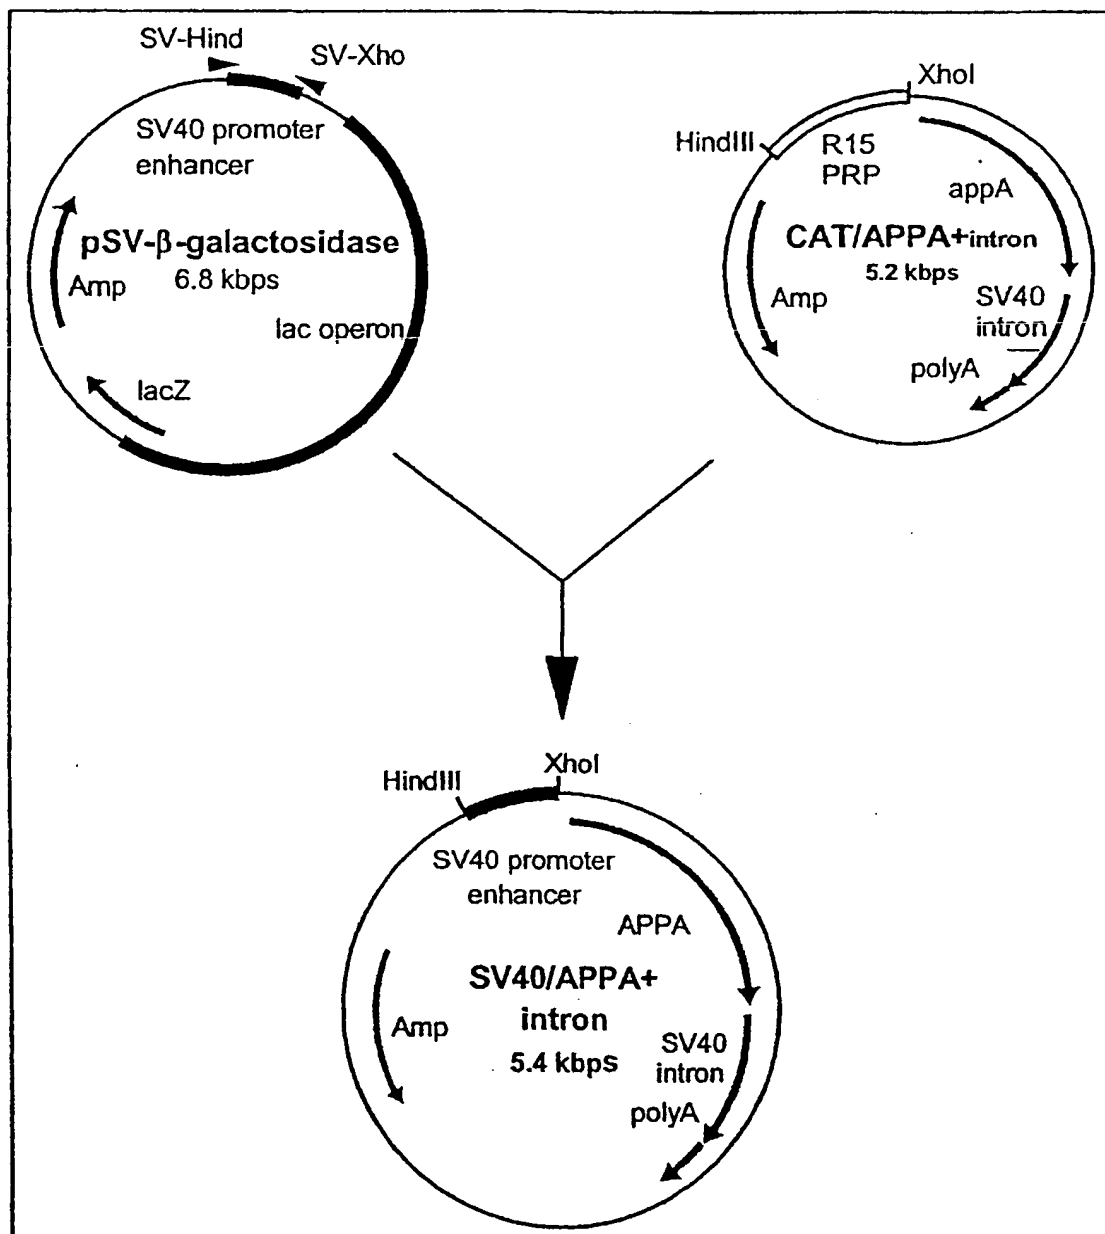 SV-Hind
SV-Xho
SV40 promoter
enhancer
pSV-β-galactosidase
6.8 kbps
Amp
lac operon
lacZ
XhoI
HindIII
R15
PRP
appA
CAT/APPA+intron
5.2 kbps
Amp
SV40
intron
polyA
XhoI
HindIII
SV40 promoter
enhancer
APPA
SV40/APPA+
intron
5.4 kbps
Amp
SV40
intron
polyA